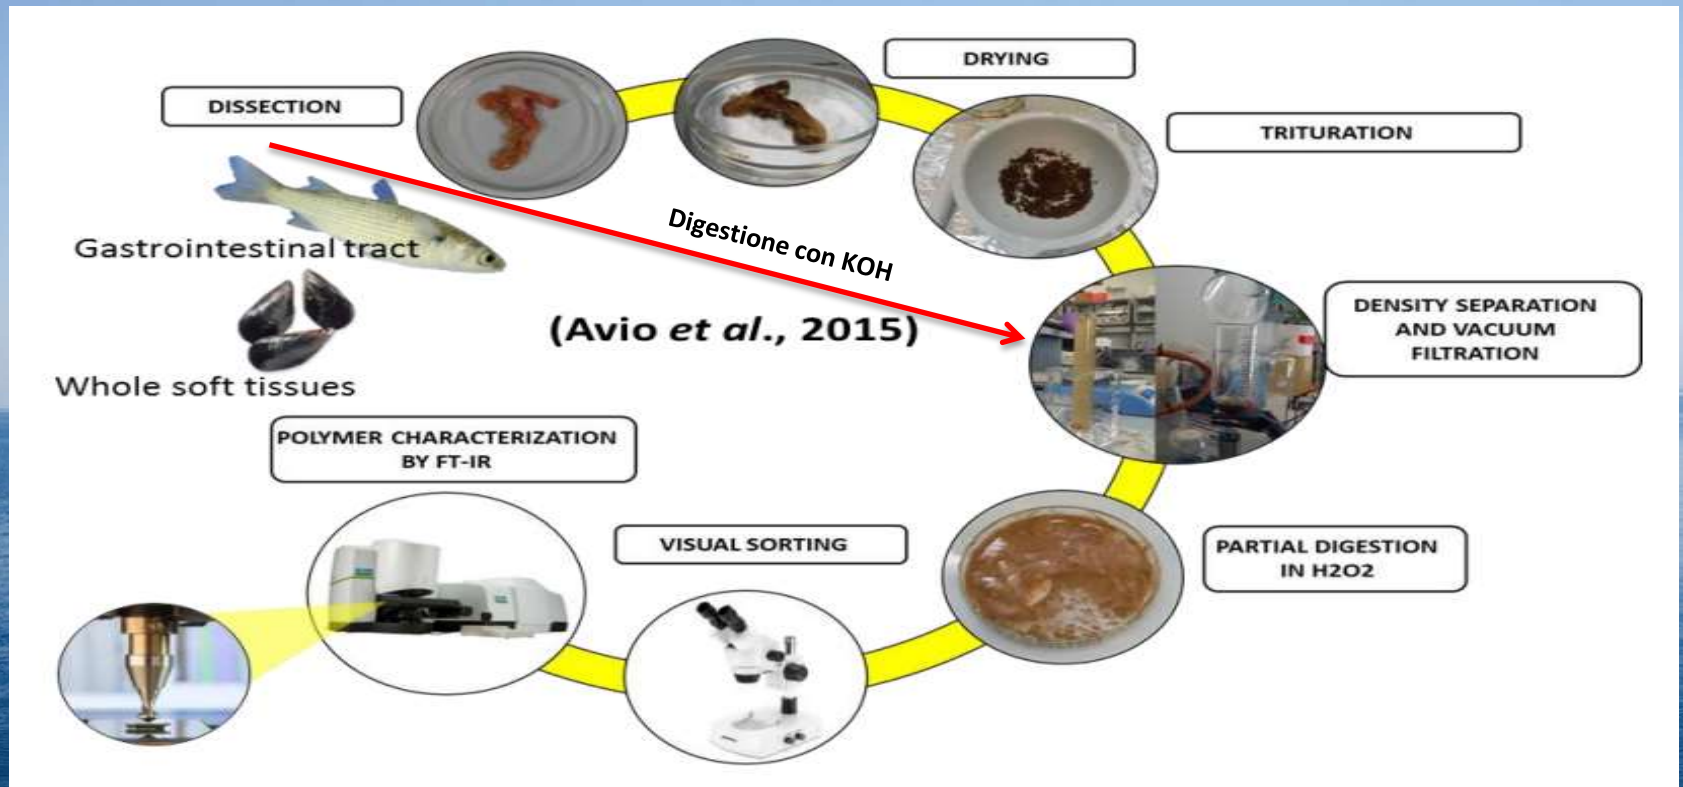 DISSECTION
DRYING
TRITURATION
Gastrointestinal tract
Whole soft tissues
Digestione con KOH
(Avio et al., 2015)
DENSITY SEPARATION
AND VACUUM
FILTRATION
PARTIAL DIGESTION
IN H2O2
VISUAL SORTING
POLYMER CHARACTERIZATION
BY FT-IR